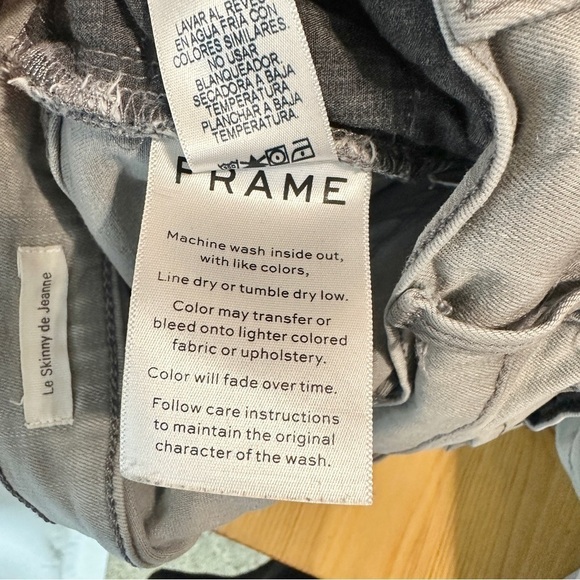 LAVAR AL REVES
EN AGUA FRIA CON
COLORES SIMILARES.
NO USAR
BLANQUEADOR.
SECADORA A BAJA
TEMPERATURA
PLANCHAR A BAJA
TEMPERATURA.
FRAME
Machine wash inside out,
with like colors,
Line dry or tumble dry low.
Color may transfer or
bleed onto lighter colored
fabric or upholstery.
Color will fade over time.
Follow care instructions
to maintain the original
character of the wash.
Le Skinny de Jeanne